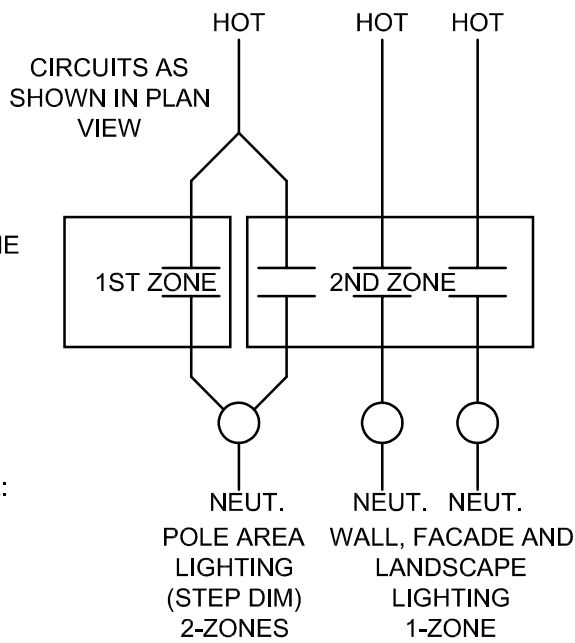 HOT
HOT
HOT
CIRCUITS AS
SHOWN IN PLAN
VIEW
NE
1ST ZONE
2ND ZONE
:
NEUT.
NEUT.
NEUT.
POLE AREA
LIGHTING
(STEP DIM)
2-ZONES
WALL, FACADE AND
LANDSCAPE
LIGHTING
1-ZONE